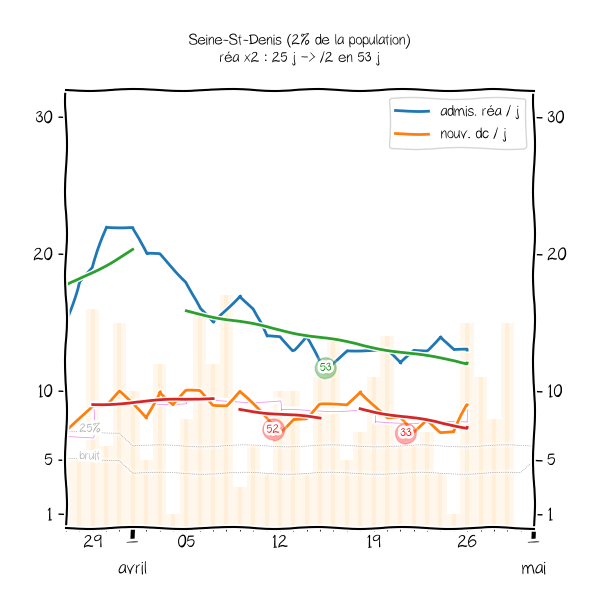 Seine-St-Denis (2% de la population)
réa x2 : 25 j -> /2 en 53 j
admis. réa / j
nouv. dc / j
30
30
20
20
10
10
5
5
1
1
25%
bruit
53
52
33
29
05
12
19
26
avril
mai